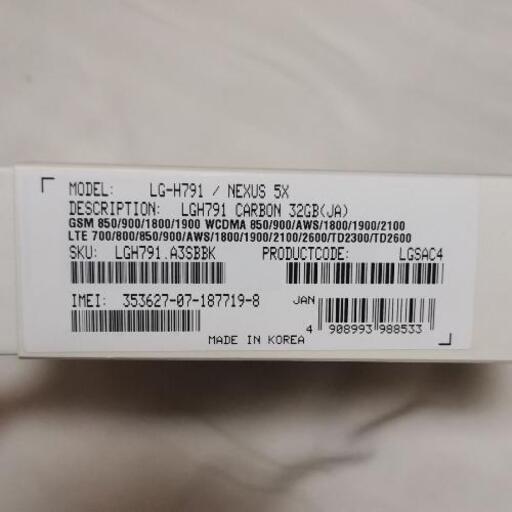 MODEL: LG-H791 / NEXUS 5X
DESCRIPTION: LGH791 CARBON 32GB(JA)
GSM 850/900/1800/1900 WCDMA 850/900/AWS/1800/1900/2100
LTE 700/800/850/900/AWS/1800/1900/2100/2600/TD2300/TD2600
SKU: LGH791.A3SBBK PRODUCTCODE: LGSAC4
IMEI: 353627-07-187719-8 JAN
4 908993 988533
MADE IN KOREA